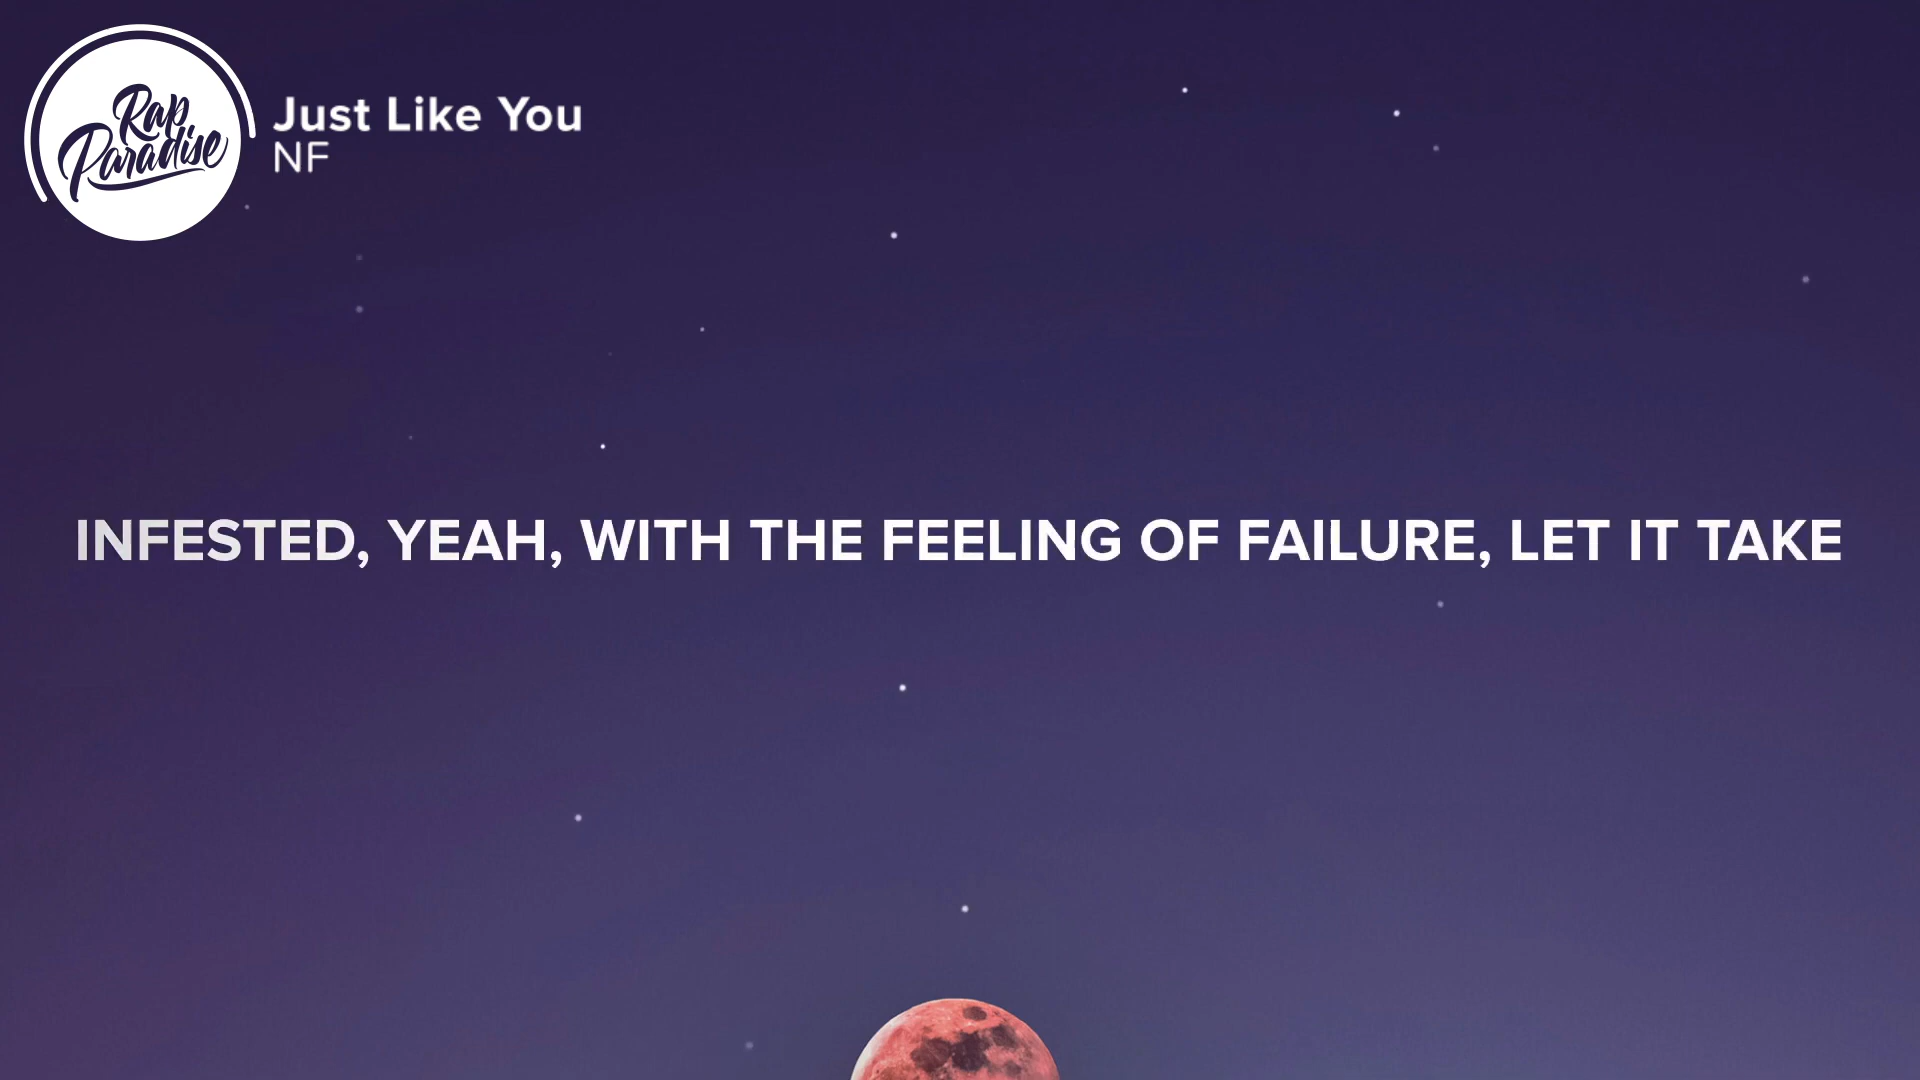 Rap
Paradise
Just Like You
NF
INFESTED, YEAH, WITH THE FEELING OF FAILURE, LET IT TAKE